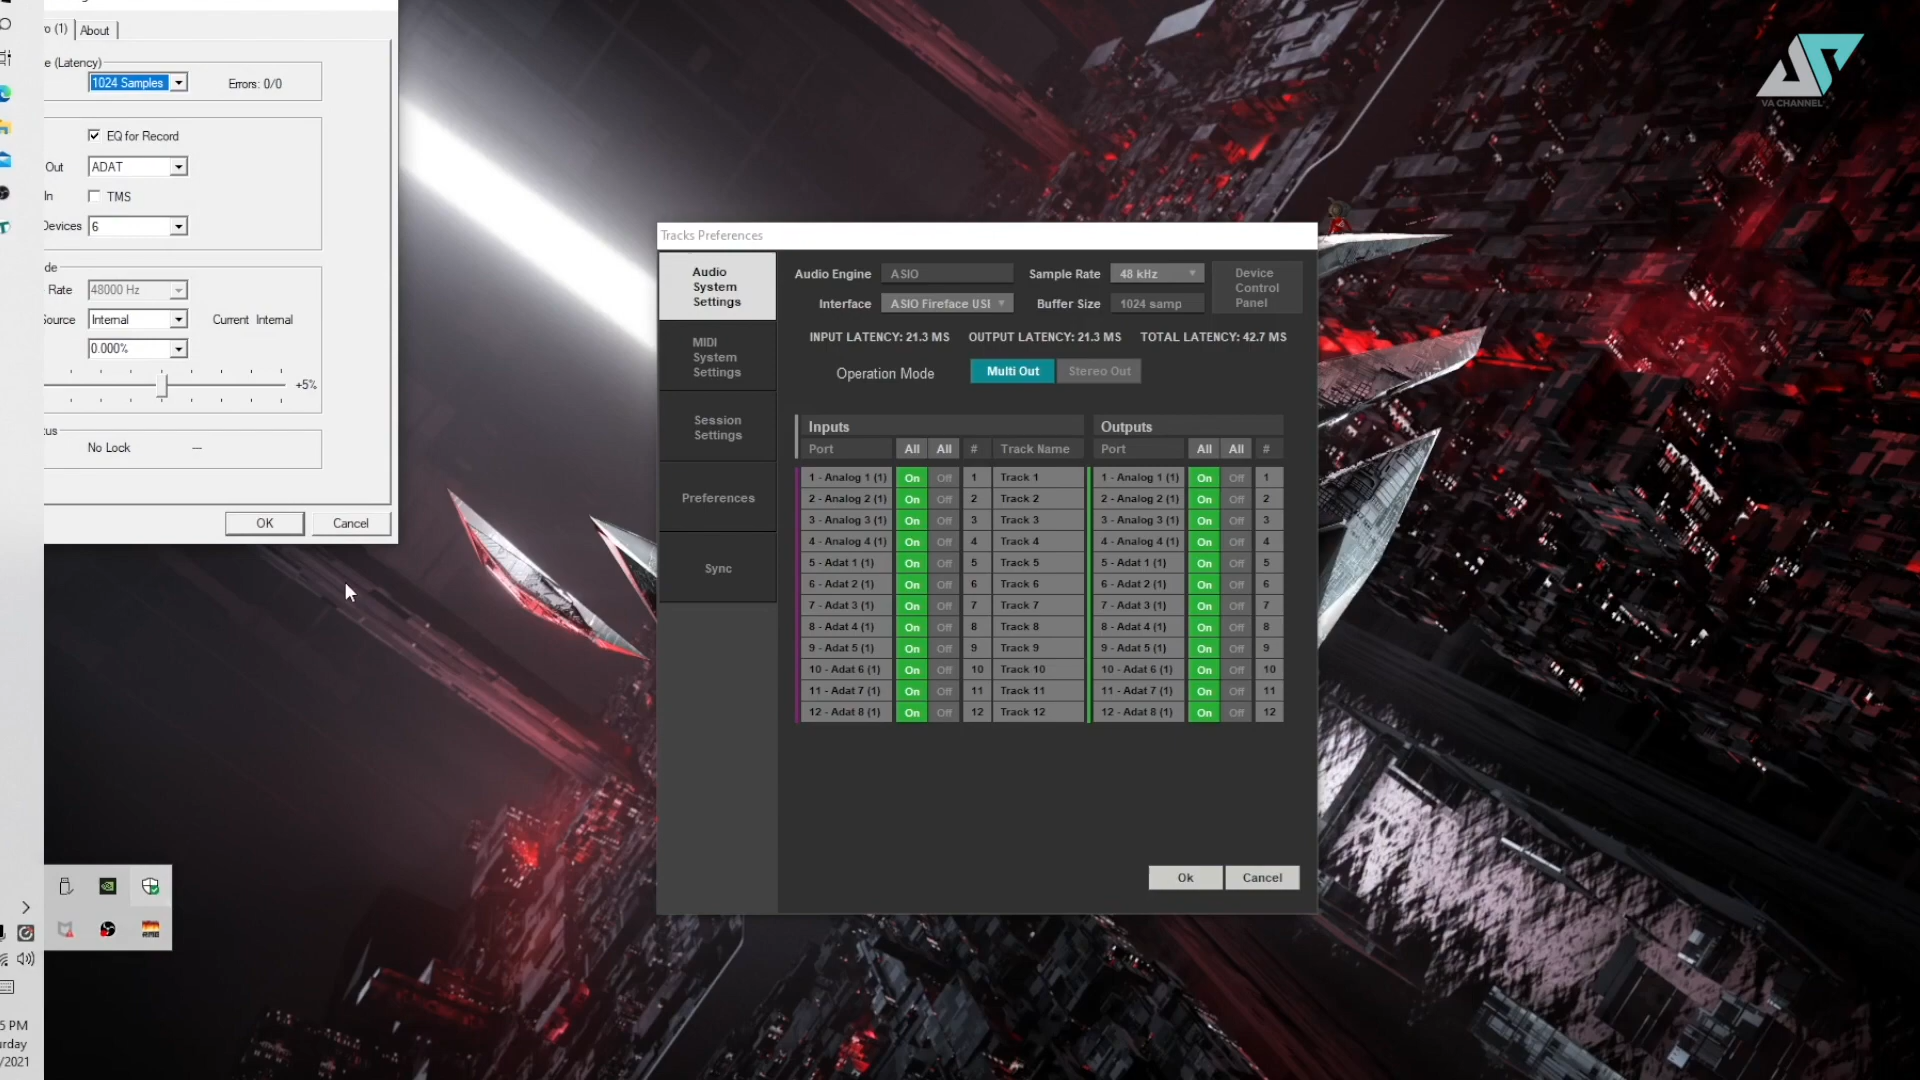 o (1) About
e (Latency)
1024 Samples Errors: 0/0
EQ for Record
Out ADAT
In TMS
Devices 6
de
Rate 48000 Hz
Source Internal Current Internal
0.000%
+5%
tus
No Lock ---
OK Cancel
5 PM
rday
/2021
Tracks Preferences
Audio
System
Settings
MIDI
System
Settings
Session
Settings
Preferences
Sync
Audio Engine ASIO Sample Rate 48 kHz
Interface ASIO Fireface USI Buffer Size 1024 samp
Device
Control
Panel
INPUT LATENCY: 21.3 MS OUTPUT LATENCY: 21.3 MS TOTAL LATENCY: 42.7 MS
Operation Mode Multi Out Stereo Out
Inputs Outputs
Port All All # Track Name Port All All #
1 - Analog 1 (1) On Off 1 Track 1 1 - Analog 1 (1) On Off 1
2 - Analog 2 (1) On Off 2 Track 2 2 - Analog 2 (1) On Off 2
3 - Analog 3 (1) On Off 3 Track 3 3 - Analog 3 (1) On Off 3
4 - Analog 4 (1) On Off 4 Track 4 4 - Analog 4 (1) On Off 4
5 - Adat 1 (1) On Off 5 Track 5 5 - Adat 1 (1) On Off 5
6 - Adat 2 (1) On Off 6 Track 6 6 - Adat 2 (1) On Off 6
7 - Adat 3 (1) On Off 7 Track 7 7 - Adat 3 (1) On Off 7
8 - Adat 4 (1) On Off 8 Track 8 8 - Adat 4 (1) On Off 8
9 - Adat 5 (1) On Off 9 Track 9 9 - Adat 5 (1) On Off 9
10 - Adat 6 (1) On Off 10 Track 10 10 - Adat 6 (1) On Off 10
11 - Adat 7 (1) On Off 11 Track 11 11 - Adat 7 (1) On Off 11
12 - Adat 8 (1) On Off 12 Track 12 12 - Adat 8 (1) On Off 12
Ok Cancel
VA CHANNEL